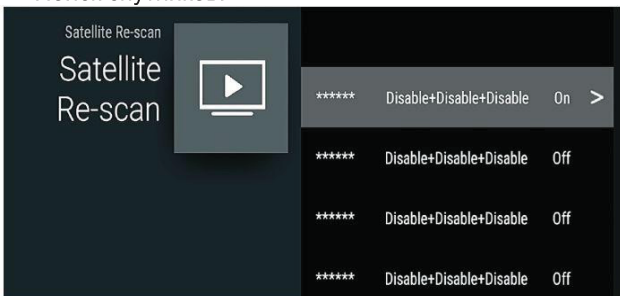 Satellite Re-scan
Satellite
Re-scan
****** Disable+Disable+Disable On >
****** Disable+Disable+Disable Off
****** Disable+Disable+Disable Off
****** Disable+Disable+Disable Off